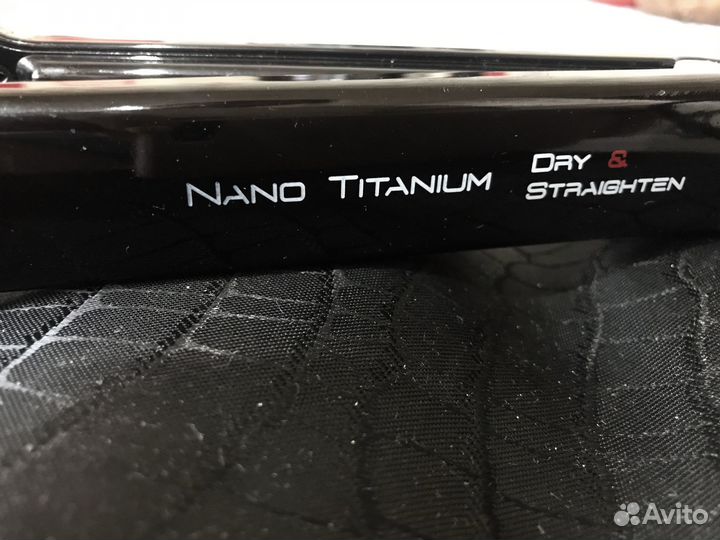 NANO TITANIUM DRY &
STRAIGHTEN
Avito